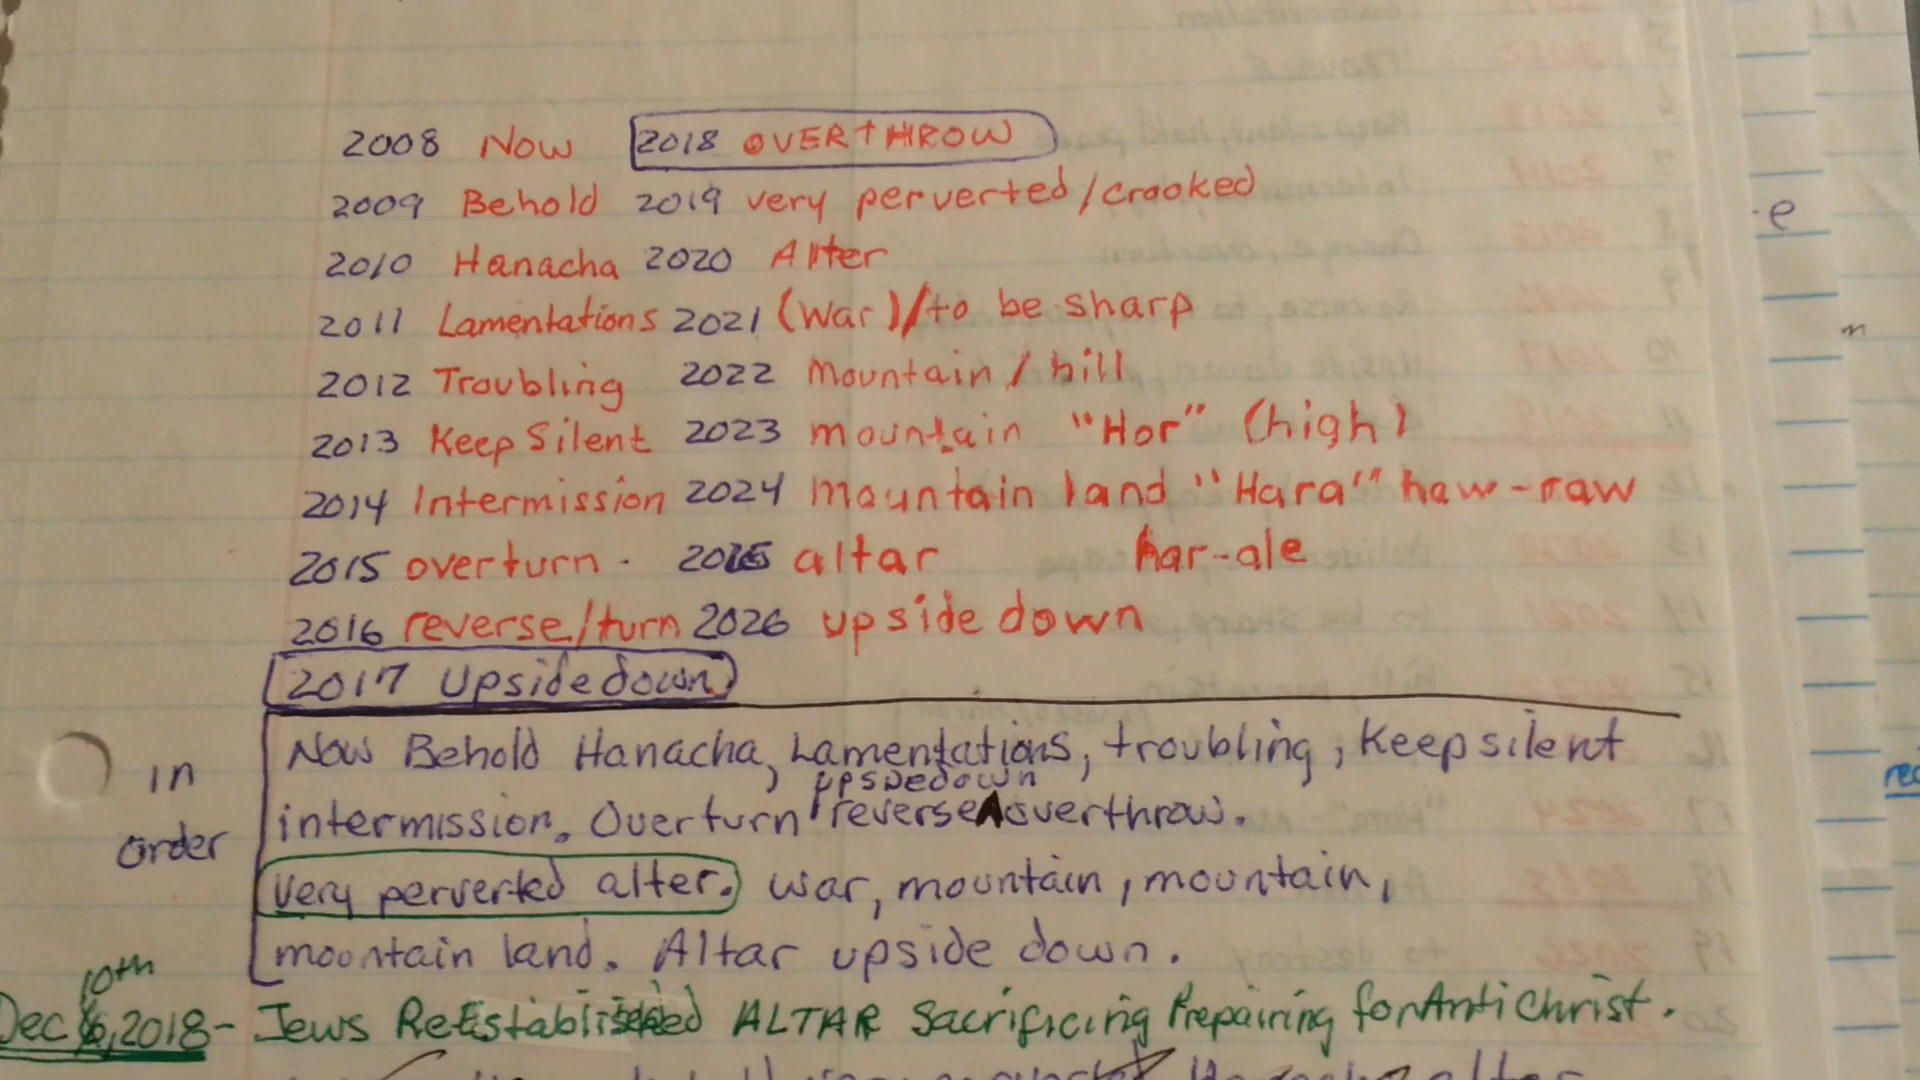 2008 Now 2018 OVERTHROW
2009 Behold 2019 very perverted/crooked
2010 Hanacha 2020 Alter
2011 Lamentations 2021 (War)/to be sharp
2012 Troubling 2022 Mountain/hill
2013 Keep Silent 2023 mountain "Hor" (high)
2014 Intermission 2024 Mountain land "Hara" haw-raw
2015 overturn. 2025 altar har-ale
2016 reverse/turn 2026 upside down
2017 Upside down
Now Behold Hanacha, Lamentations, troubling, Keep silent
upsidedown
intermission. Overturn reverse overthrow.
very perverted alter. War, mountain, mountain,
mountain land. Altar upside down.
in order
10th
Dec 2018- Jews ReEstablished ALTAR Sacrificing Prepairing for AntiChrist.
e
m